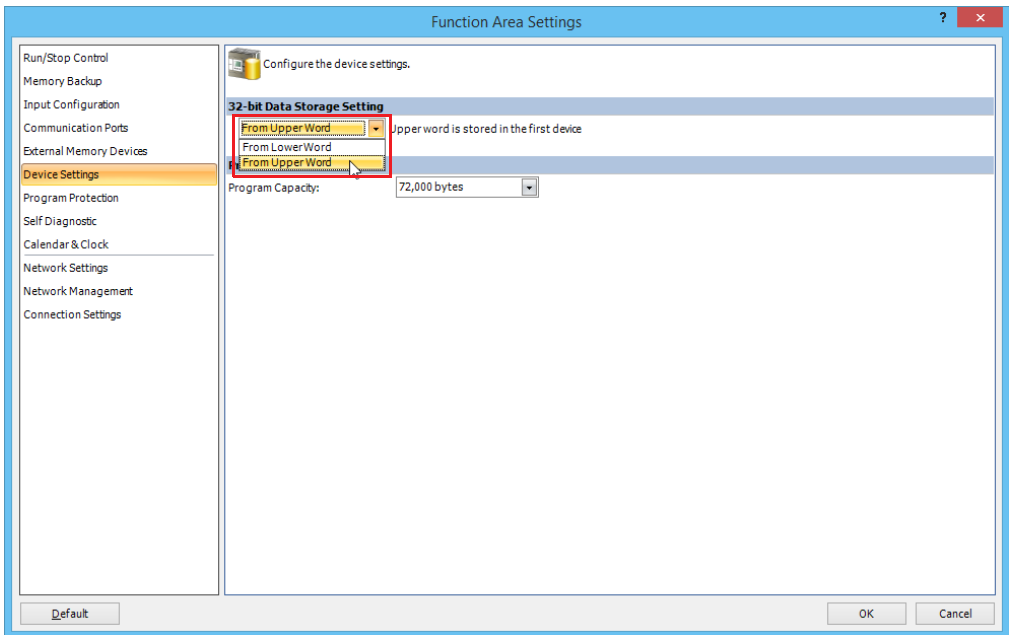 Function Area Settings
?
×
Run/Stop Control
Memory Backup
Input Configuration
Communication Ports
External Memory Devices
Device Settings
Program Protection
Self Diagnostic
Calendar & Clock
Network Settings
Network Management
Connection Settings
Configure the device settings.
32-bit Data Storage Setting
From Upper Word
Upper word is stored in the first device
From Lower Word
From Upper Word
Program Capacity:
72,000 bytes
Default
OK
Cancel